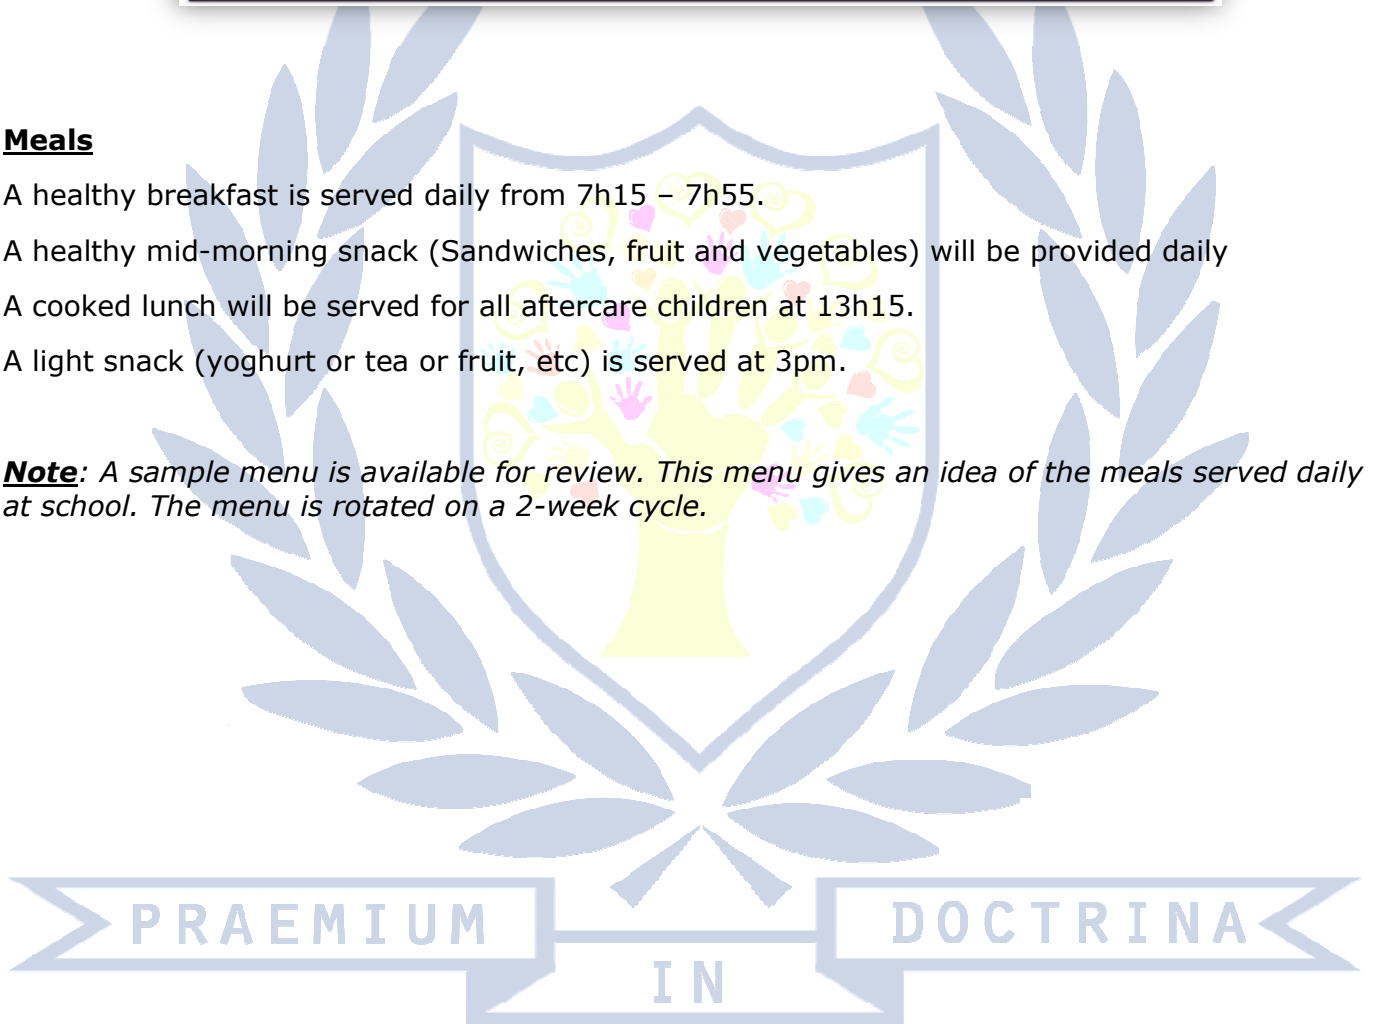 Meals
A healthy breakfast is served daily from 7h15 – 7h55.
A healthy mid-morning snack (Sandwiches, fruit and vegetables) will be provided daily
A cooked lunch will be served for all aftercare children at 13h15.
A light snack (yoghurt or tea or fruit, etc) is served at 3pm.
Note: A sample menu is available for review. This menu gives an idea of the meals served daily
at school. The menu is rotated on a 2-week cycle.
PRAEMIUM
IN
DOCTRINA